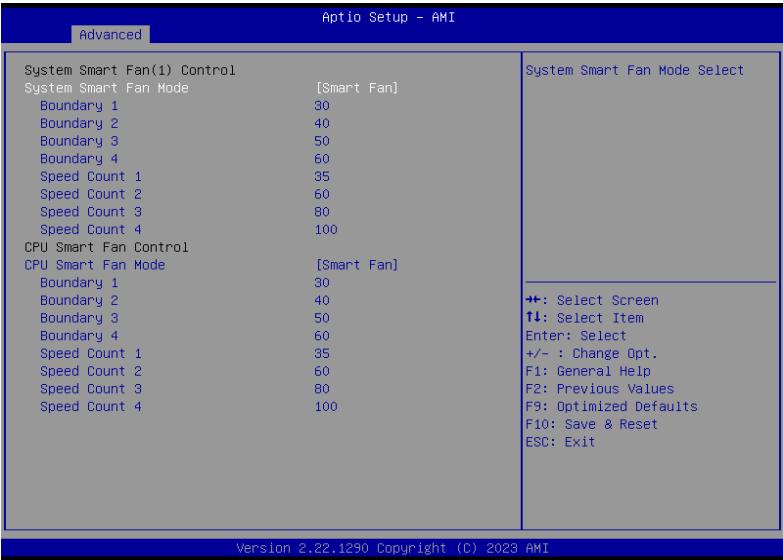 Aptio Setup – AMI
Advanced
System Smart Fan(1) Control
System Smart Fan Mode [Smart Fan]
Boundary 1 30
Boundary 2 40
Boundary 3 50
Boundary 4 60
Speed Count 1 35
Speed Count 2 60
Speed Count 3 80
Speed Count 4 100
CPU Smart Fan Control
CPU Smart Fan Mode [Smart Fan]
Boundary 1 30
Boundary 2 40
Boundary 3 50
Boundary 4 60
Speed Count 1 35
Speed Count 2 60
Speed Count 3 80
Speed Count 4 100
System Smart Fan Mode Select
→←: Select Screen
↑↓: Select Item
Enter: Select
+/- : Change Opt.
F1: General Help
F2: Previous Values
F9: Optimized Defaults
F10: Save & Reset
ESC: Exit
Version 2.22.1290 Copyright (C) 2023 AMI